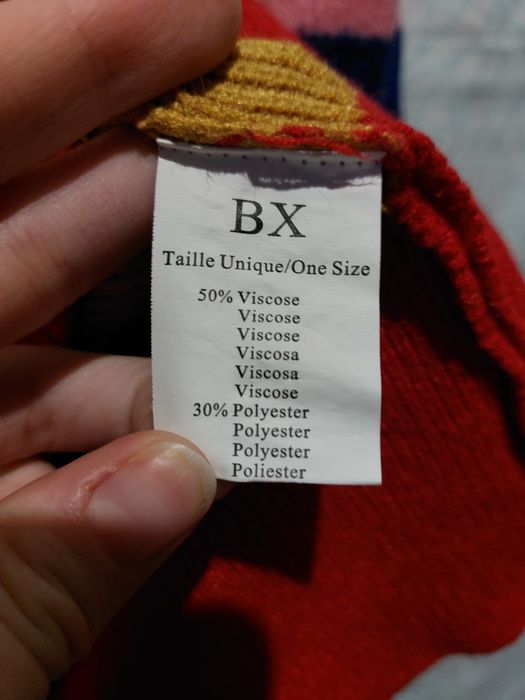 BX
Taille Unique/One Size
50% Viscose
Viscose
Viscose
Viscosa
Viscosa
Viscose
30% Polyester
Polyester
Polyester
Poliester